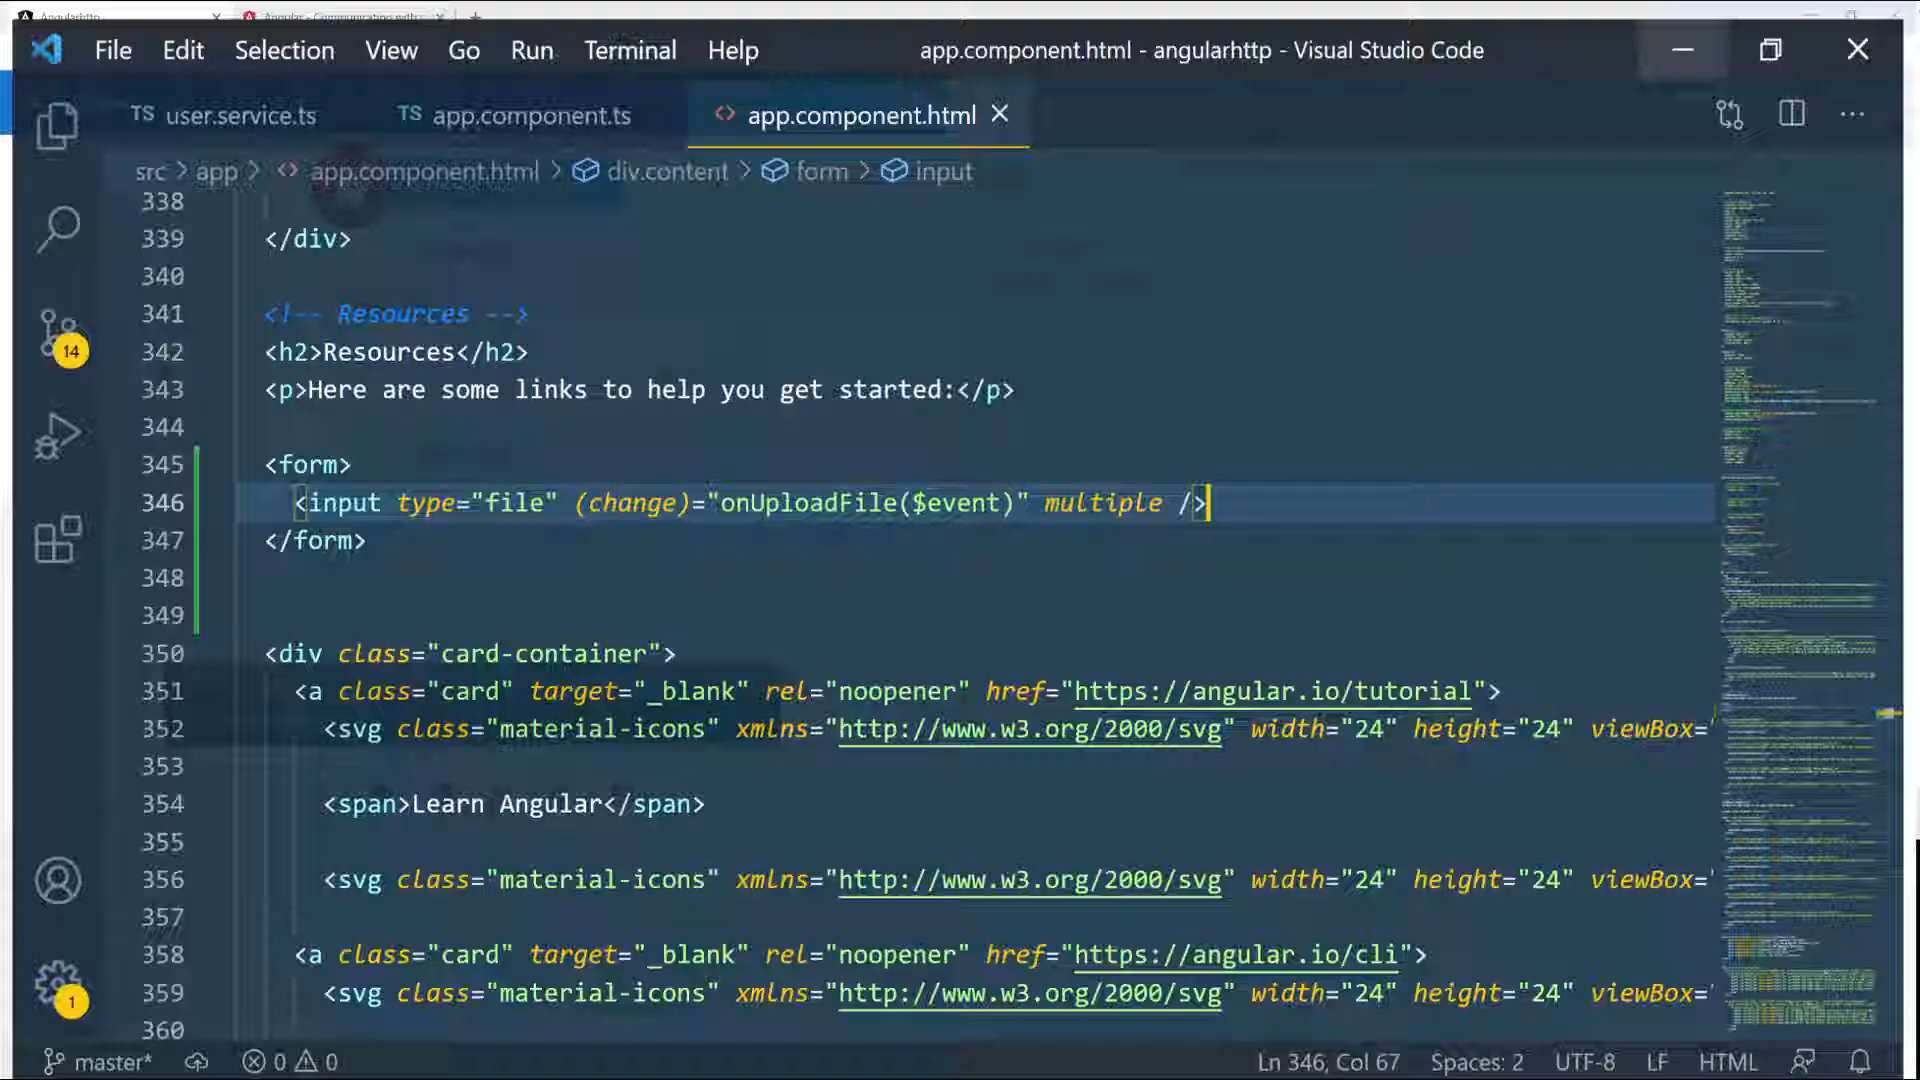 Angularhttp
Angular - Communicating with
File Edit Selection View Go Run Terminal Help app.component.html - angularhttp - Visual Studio Code
TS user.service.ts TS app.component.ts <> app.component.html
src > app > <> app.component.html > div.content > form > input
338
339 </div>
340
341 <!-- Resources -->
342 <h2>Resources</h2>
343 <p>Here are some links to help you get started:</p>
344
345 <form>
346 <input type="file" (change)="onUploadFile($event)" multiple />
347 </form>
348
349
350 <div class="card-container">
351 <a class="card" target="_blank" rel="noopener" href="https://angular.io/tutorial">
352 <svg class="material-icons" xmlns="http://www.w3.org/2000/svg" width="24" height="24" viewBox="
353
354 <span>Learn Angular</span>
355
356 <svg class="material-icons" xmlns="http://www.w3.org/2000/svg" width="24" height="24" viewBox="
357
358 <a class="card" target="_blank" rel="noopener" href="https://angular.io/cli">
359 <svg class="material-icons" xmlns="http://www.w3.org/2000/svg" width="24" height="24" viewBox="
360
14
1
master* 0 0 Ln 346, Col 67 Spaces: 2 UTF-8 LF HTML